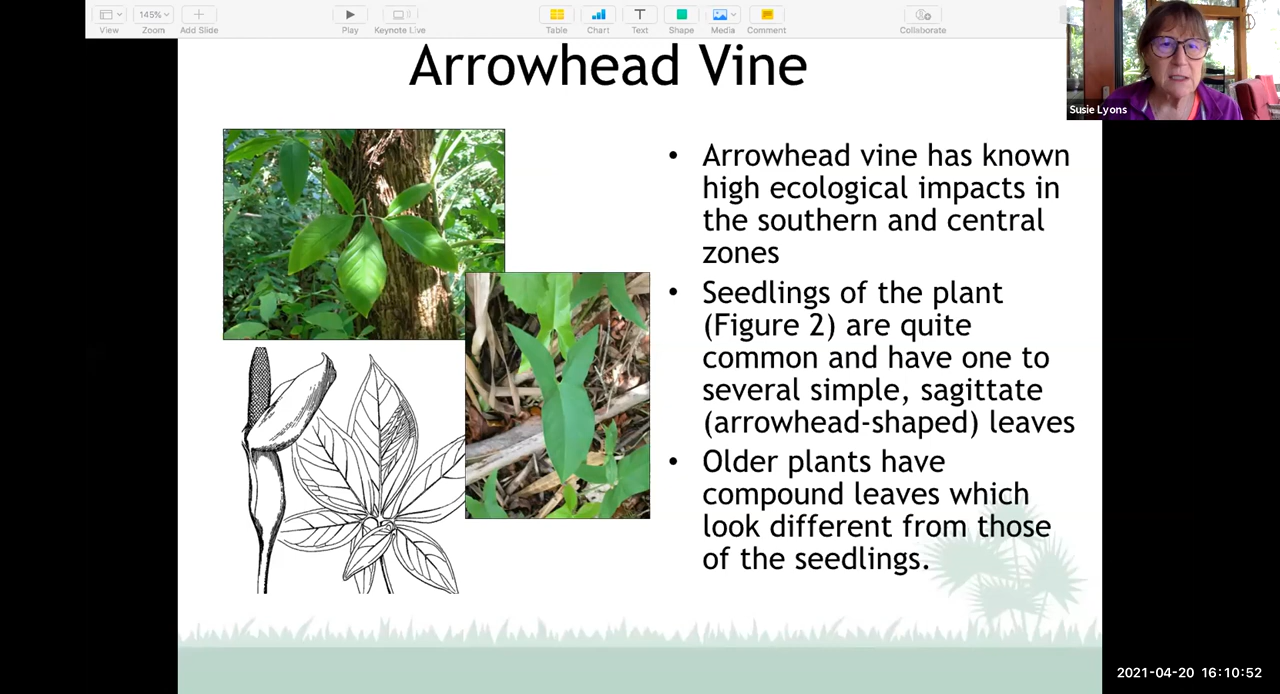 145%
View
Zoom
Add Slide
Play
Keynote Live
Table
Chart
Text
Shape
Media
Comment
Collaborate
Susie Lyons
Arrowhead Vine
• Arrowhead vine has known
high ecological impacts in
the southern and central
zones
• Seedlings of the plant
(Figure 2) are quite
common and have one to
several simple, sagittate
(arrowhead-shaped) leaves
• Older plants have
compound leaves which
look different from those
of the seedlings.
2021-04-20 16:10:52